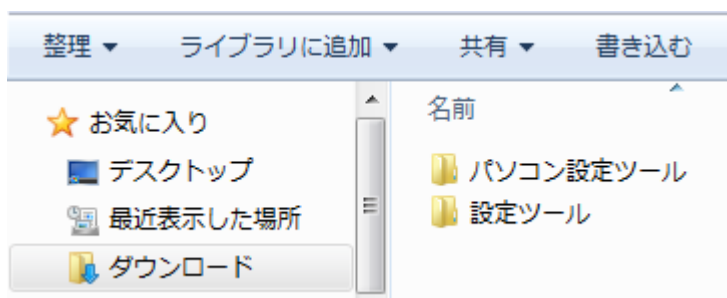 整理 ライブラリに追加 共有 書き込む
お気に入り
デスクトップ
最近表示した場所
ダウンロード
名前
パソコン設定ツール
設定ツール